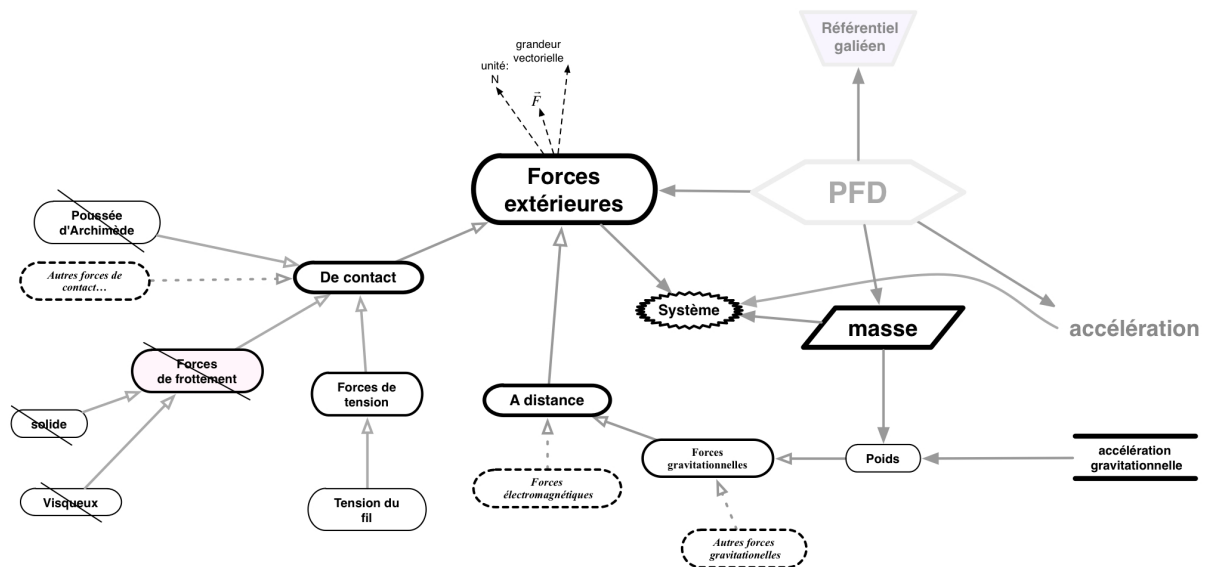 Référentiel
galiéen
grandeur
vectorielle
unité:
N
F
Forces
extérieures
PFD
Poussée
d'Archimède
Autres forces de
contact…
De contact
Système
masse
accélération
Forces
de frottement
Forces de
tension
A distance
solide
Forces
gravitationnelles
Poids
accélération
gravitationnelle
Forces
électromagnétiques
Visqueux
Tension du
fil
Autres forces
gravitationelles